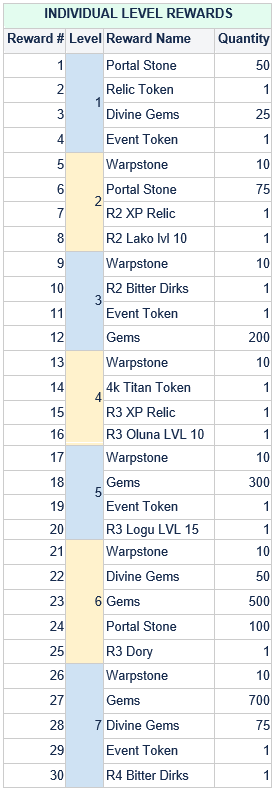 INDIVIDUAL LEVEL REWARDS
Reward # Level Reward Name Quantity
1 1 Portal Stone 50
2 Relic Token 1
3 Divine Gems 25
4 Event Token 1
5 2 Warpstone 10
6 Portal Stone 75
7 R2 XP Relic 1
8 R2 Lako lvl 10 1
9 3 Warpstone 10
10 R2 Bitter Dirks 1
11 Event Token 1
12 Gems 200
13 4 Warpstone 10
14 4k Titan Token 1
15 R3 XP Relic 1
16 R3 Oluna LVL 10 1
17 5 Warpstone 10
18 Gems 300
19 Event Token 1
20 R3 Logu LVL 15 1
21 6 Warpstone 10
22 Divine Gems 50
23 Gems 500
24 Portal Stone 100
25 R3 Dory 1
26 7 Warpstone 10
27 Gems 700
28 Divine Gems 75
29 Event Token 1
30 R4 Bitter Dirks 1